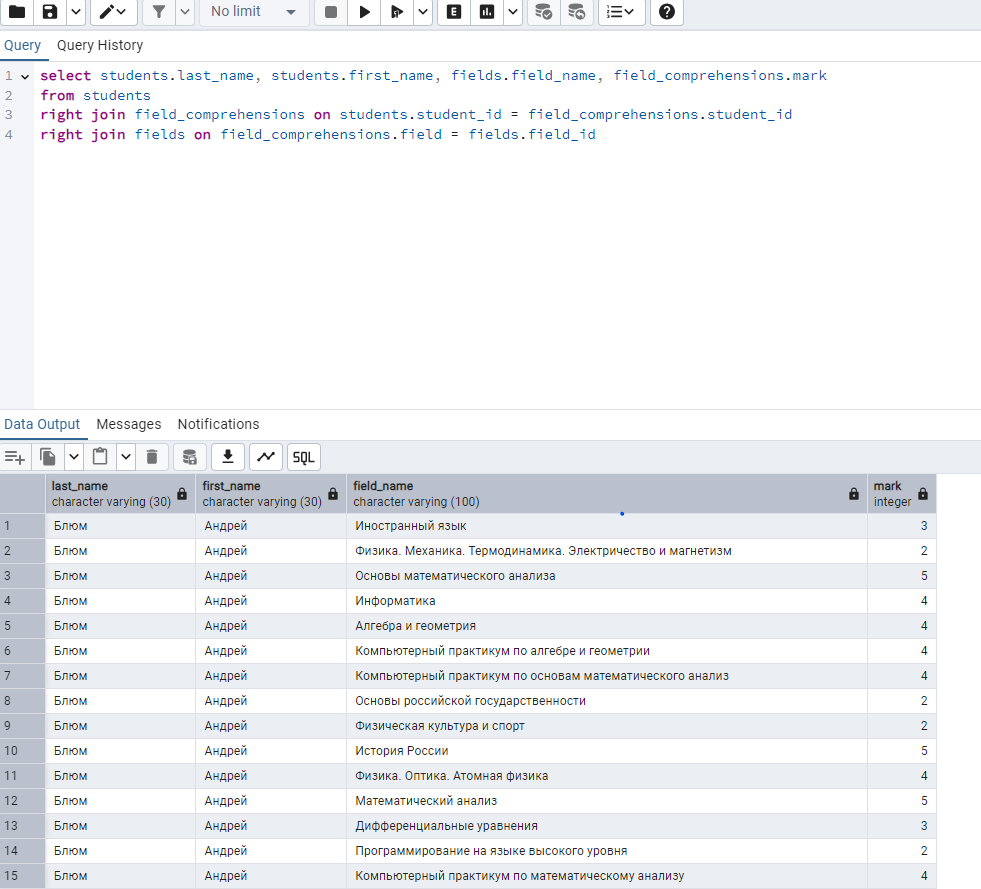 No limit
E
SQL
Query Query History
1 select students.last_name, students.first_name, fields.field_name, field_comprehensions.mark
2 from students
3 right join field_comprehensions on students.student_id = field_comprehensions.student_id
4 right join fields on field_comprehensions.field = fields.field_id
Data Output Messages Notifications
last_name first_name field_name mark
character varying (30) character varying (30) character varying (100) integer
1 Блюм Андрей Иностранный язык 3
2 Блюм Андрей Физика. Механика. Термодинамика. Электричество и магнетизм 2
3 Блюм Андрей Основы математического анализа 5
4 Блюм Андрей Информатика 4
5 Блюм Андрей Алгебра и геометрия 4
6 Блюм Андрей Компьютерный практикум по алгебре и геометрии 4
7 Блюм Андрей Компьютерный практикум по основам математического анализ 4
8 Блюм Андрей Основы российской государственности 2
9 Блюм Андрей Физическая культура и спорт 2
10 Блюм Андрей История России 5
11 Блюм Андрей Физика. Оптика. Атомная физика 4
12 Блюм Андрей Математический анализ 5
13 Блюм Андрей Дифференциальные уравнения 3
14 Блюм Андрей Программирование на языке высокого уровня 2
15 Блюм Андрей Компьютерный практикум по математическому анализу 4